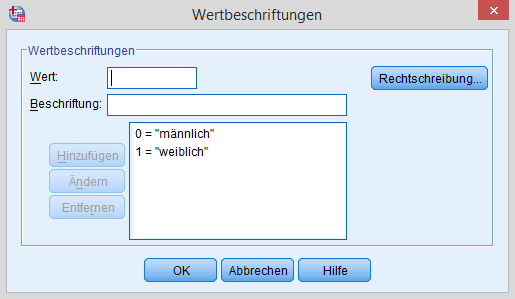 Wertbeschriftungen
Wertbeschriftungen
Wert:
Rechtschreibung...
Beschriftung:
0 = "männlich"
1 = "weiblich"
Hinzufügen
Ändern
Entfernen
OK
Abbrechen
Hilfe